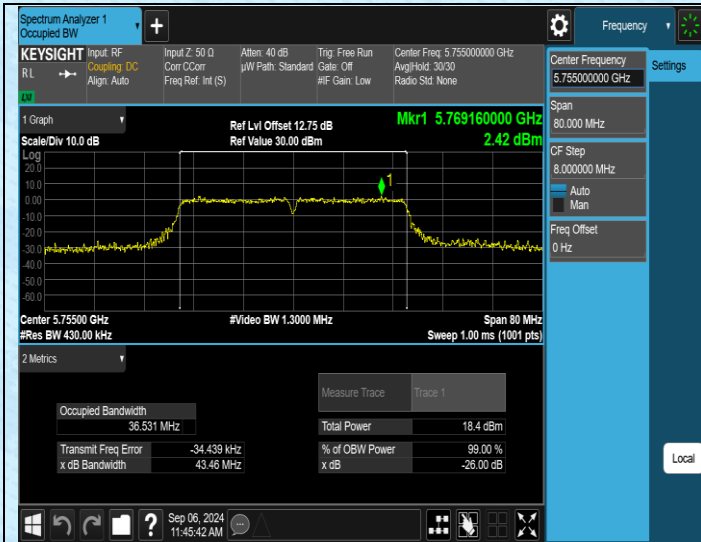 Spectrum Analyzer 1
Occupied BW
Frequency
KEYSIGHT
RL
LU
Input: RF
Coupling: DC
Align: Auto
Input Z: 50 Ω
Corr CCorr
Freq Ref: Int (S)
Atten: 40 dB
µW Path: Standard
Trig: Free Run
Gate: Off
#IF Gain: Low
Center Freq: 5.755000000 GHz
Avg|Hold: 30/30
Radio Std: None
Center Frequency
5.755000000 GHz
Settings
Span
80.000 MHz
CF Step
8.000000 MHz
Auto
Man
Freq Offset
0 Hz
Local
1 Graph
Scale/Div 10.0 dB
Ref Lvl Offset 12.75 dB
Ref Value 30.00 dBm
Mkr1 5.769160000 GHz
2.42 dBm
Log
20.0
10.0
0.00
-10.0
-20.0
-30.0
-40.0
-50.0
-60.0
1
Center 5.75500 GHz
#Res BW 430.00 kHz
#Video BW 1.3000 MHz
Span 80 MHz
Sweep 1.00 ms (1001 pts)
2 Metrics
Measure Trace
Trace 1
Occupied Bandwidth
36.531 MHz
Total Power
18.4 dBm
Transmit Freq Error
-34.439 kHz
% of OBW Power
99.00 %
x dB Bandwidth
43.46 MHz
x dB
-26.00 dB
?
Sep 06, 2024
11:45:42 AM